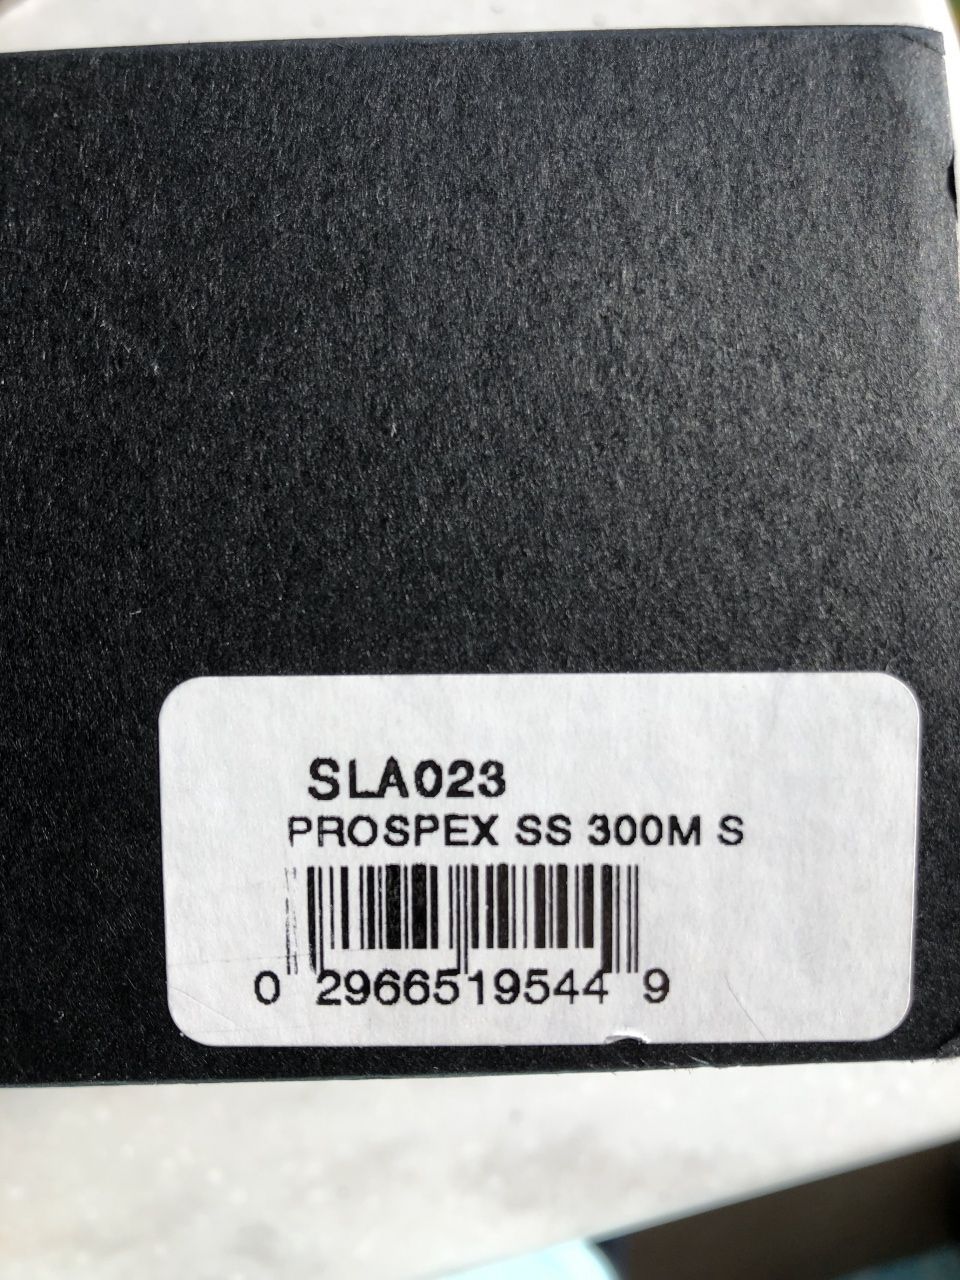 SLA023
PROSPEX SS 300M S
0 2966519544 9